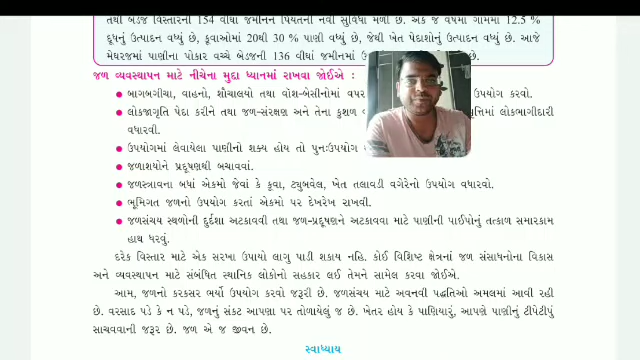 તથી બેડજ વિસ્તારની 154 વીઘા જમીનને પિયતની નવી સુવિધા મળી છે. એક જ વર્ષમાં ગામમાં 12.5 %
દૂધનું ઉત્પાદન વધ્યું છે, કૂવાઓમાં 20થી 30 % પાણી વધ્યું છે, જેથી ખેત પેદાશોનું ઉત્પાદન વધ્યું છે. આજે
મેઘરજમાં પાણીના પોકાર વચ્ચે બેડજની 136 વીઘાં જમીનમાં છે.
જળ વ્યવસ્થાપન માટે નીચેના મુદા ધ્યાનમાં રાખવા જોઈએ :
● બાગબગીચા, વાહનો, શૌચાલયો તથા વૉશ-બેસીનોમાં વપર ઉપયોગ કરવો.
● લોકજાગૃતિ પેદા કરીને તથા જળ-સંરક્ષણ અને તેના કુશળ વૃત્તિમાં લોકભાગીદારી
વધારવી.
● ઉપયોગમાં લેવાયેલા પાણીનો શક્ય હોય તો પુનઃઉપયોગ
● જળાશયોને પ્રદૂષણથી બચાવવાં.
● જળસ્ત્રાવના બધાં એકમો જેવાં કે કૂવા, ટ્યુબવેલ, ખેત તલાવડી વગેરેનો ઉપયોગ વધારવો.
● ભૂમિગત જળનો ઉપયોગ કરતાં એકમો પર દેખરેખ રાખવી.
● જળસંચય સ્થળોની દુર્દશા અટકાવવી તથા જળ-પ્રદૂષણને અટકાવવા માટે પાણીની પાઈપોનું તત્કાળ સમારકામ
હાથ ધરવું.
દરેક વિસ્તાર માટે એક સરખા ઉપાયો લાગુ પાડી શકાય નહિ. કોઈ વિશિષ્ટ ક્ષેત્રનાં જળ સંસાધનોના વિકાસ
અને વ્યવસ્થાપન માટે સંબંધિત સ્થાનિક લોકોનો સહકાર લઈ તેમને સામેલ કરવા જોઈએ.
આમ, જળનો કરકસર ભર્યો ઉપયોગ કરવો જરૂરી છે. જળસંચય માટે અવનવી પદ્ધતિઓ અમલમાં આવી રહી
છે. વરસાદ પડે કે ન પડે, જળનું સંકટ આપણા પર તોળાયેલું જ છે. ખેતર હોય કે પાણિયારું, આપણે પાણીનું ટીપેટીપું
સાચવવાની જરૂર છે. જળ એ જ જીવન છે.
સ્વાધ્યાય